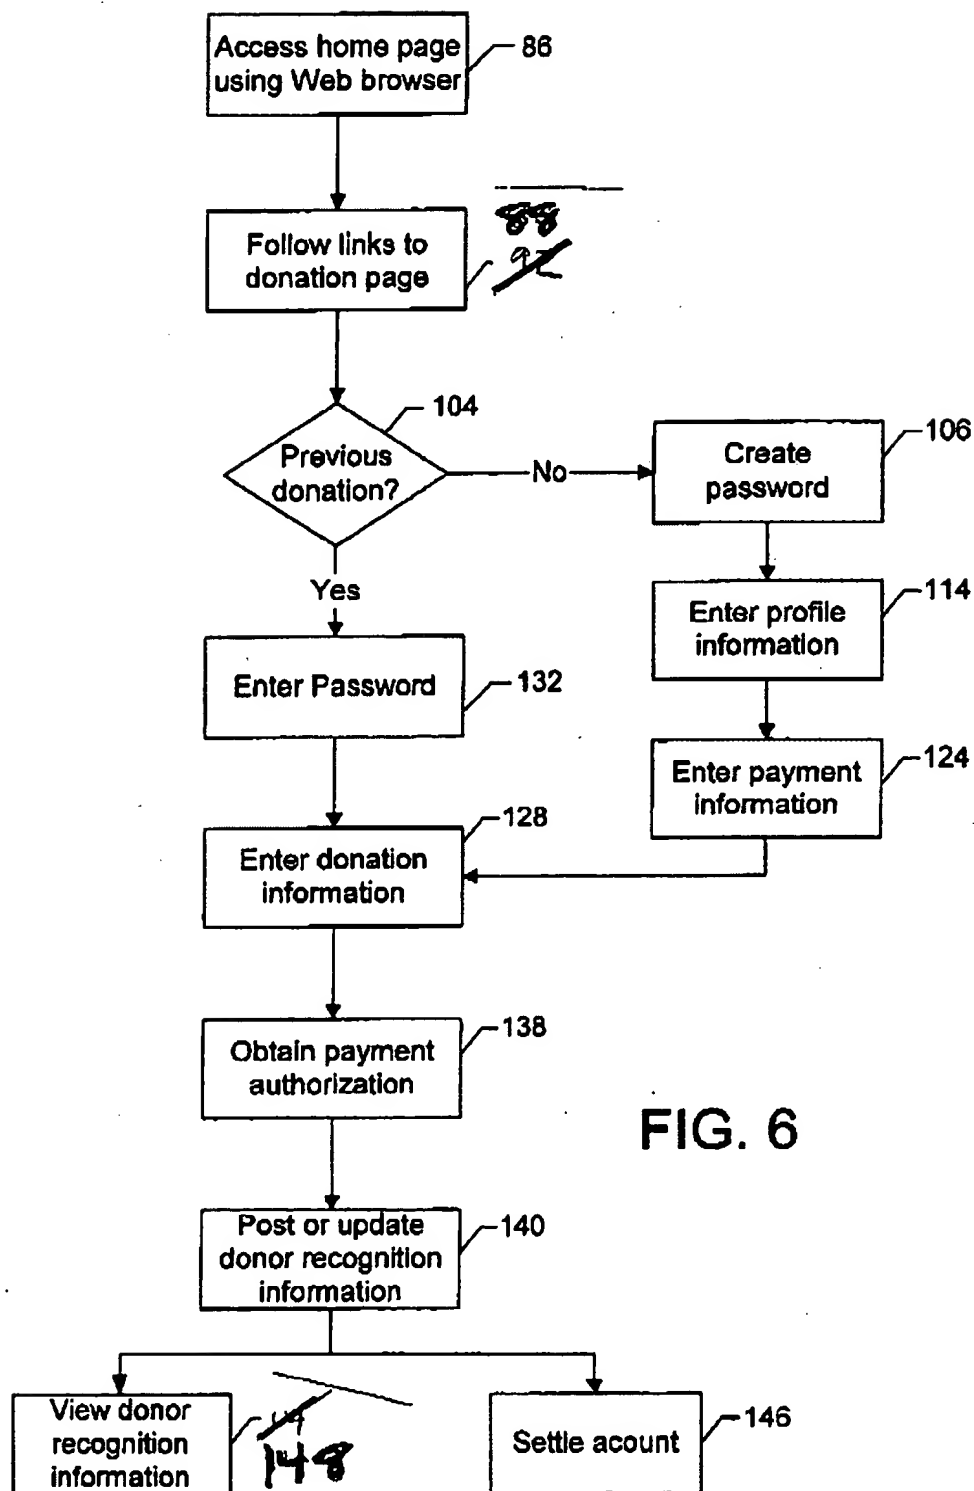 Access home page
using Web browser
86
Follow links to
donation page
88
92
Previous
donation?
104
No
Create
password
106
Yes
Enter profile
information
114
Enter Password
132
Enter payment
information
124
Enter donation
information
128
Obtain payment
authorization
138
FIG. 6
Post or update
donor recognition
information
140
View donor
recognition
information
148
Settle acount
146